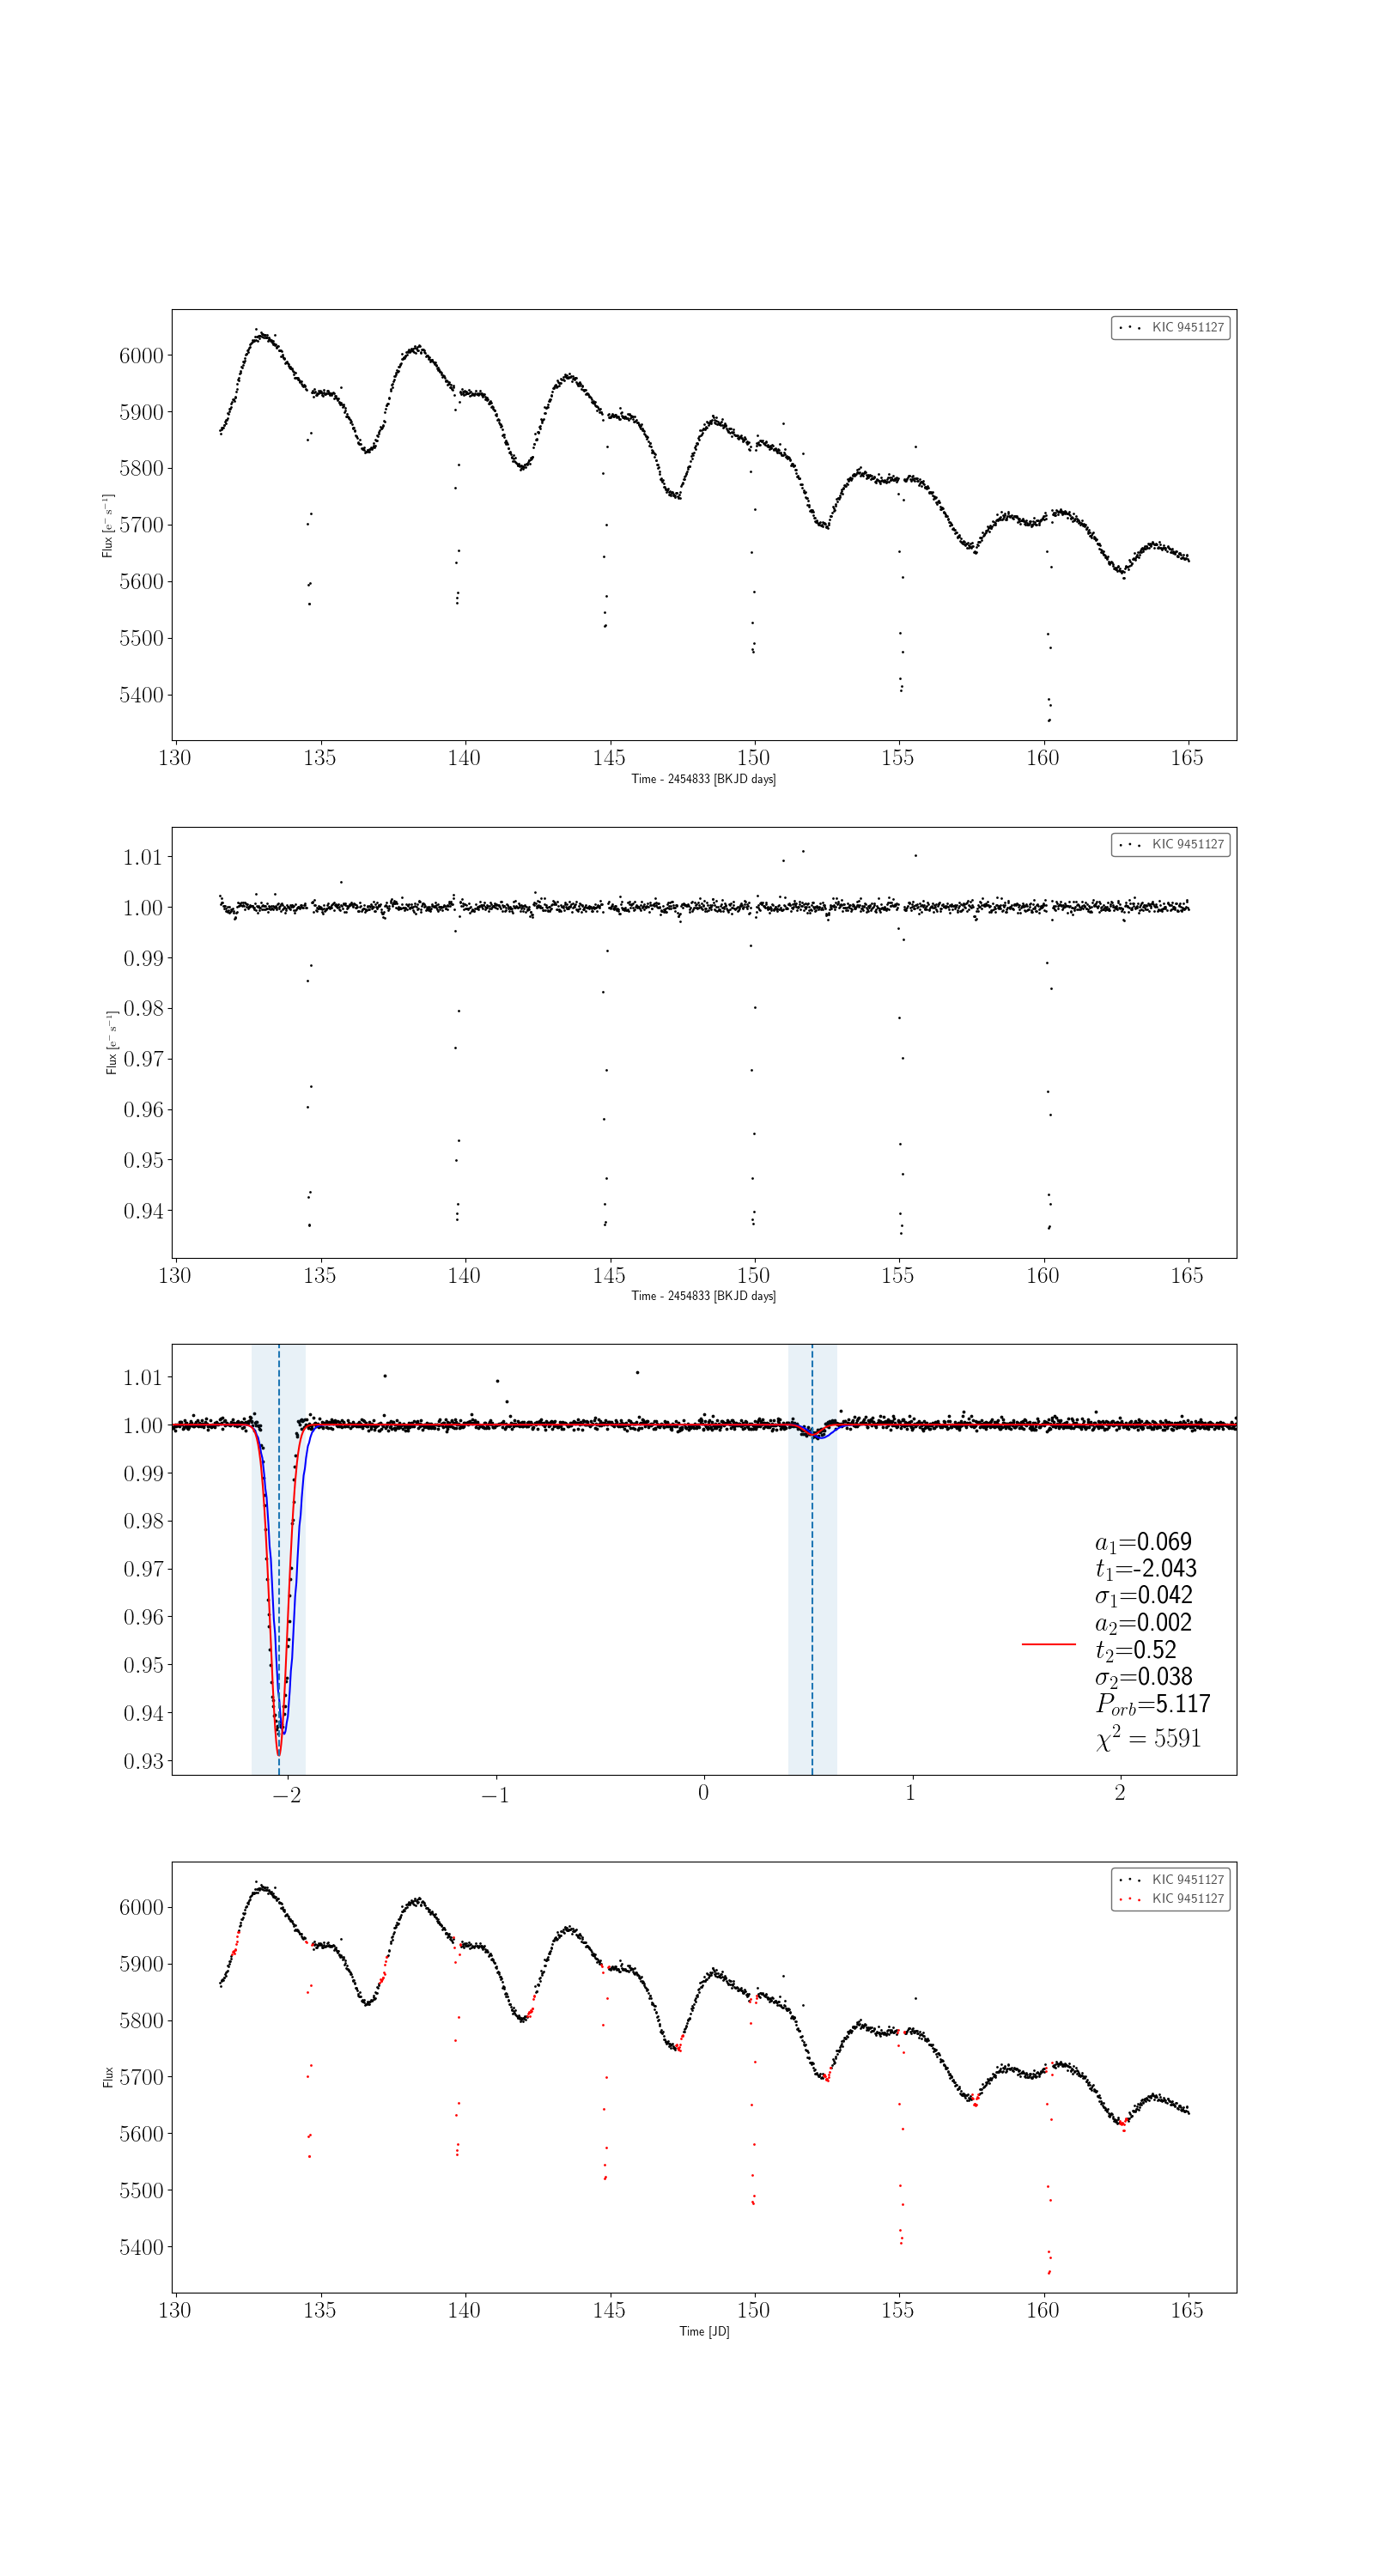 KIC 9451127
6000
5900
5800
5700
5600
5500
5400
Flux [e⁻ s⁻¹]
130 135 140 145 150 155 160 165
Time - 2454833 [BKJD days]
KIC 9451127
1.01
1.00
0.99
0.98
0.97
0.96
0.95
0.94
Flux [e⁻ s⁻¹]
130 135 140 145 150 155 160 165
Time - 2454833 [BKJD days]
1.01
1.00
0.99
0.98
0.97
0.96
0.95
0.94
0.93
a₁=0.069
t₁=-2.043
σ₁=0.042
a₂=0.002
t₂=0.52
σ₂=0.038
P_orb=5.117
χ² = 5591
−2 −1 0 1 2
KIC 9451127
KIC 9451127
6000
5900
5800
5700
5600
5500
5400
Flux
130 135 140 145 150 155 160 165
Time [JD]